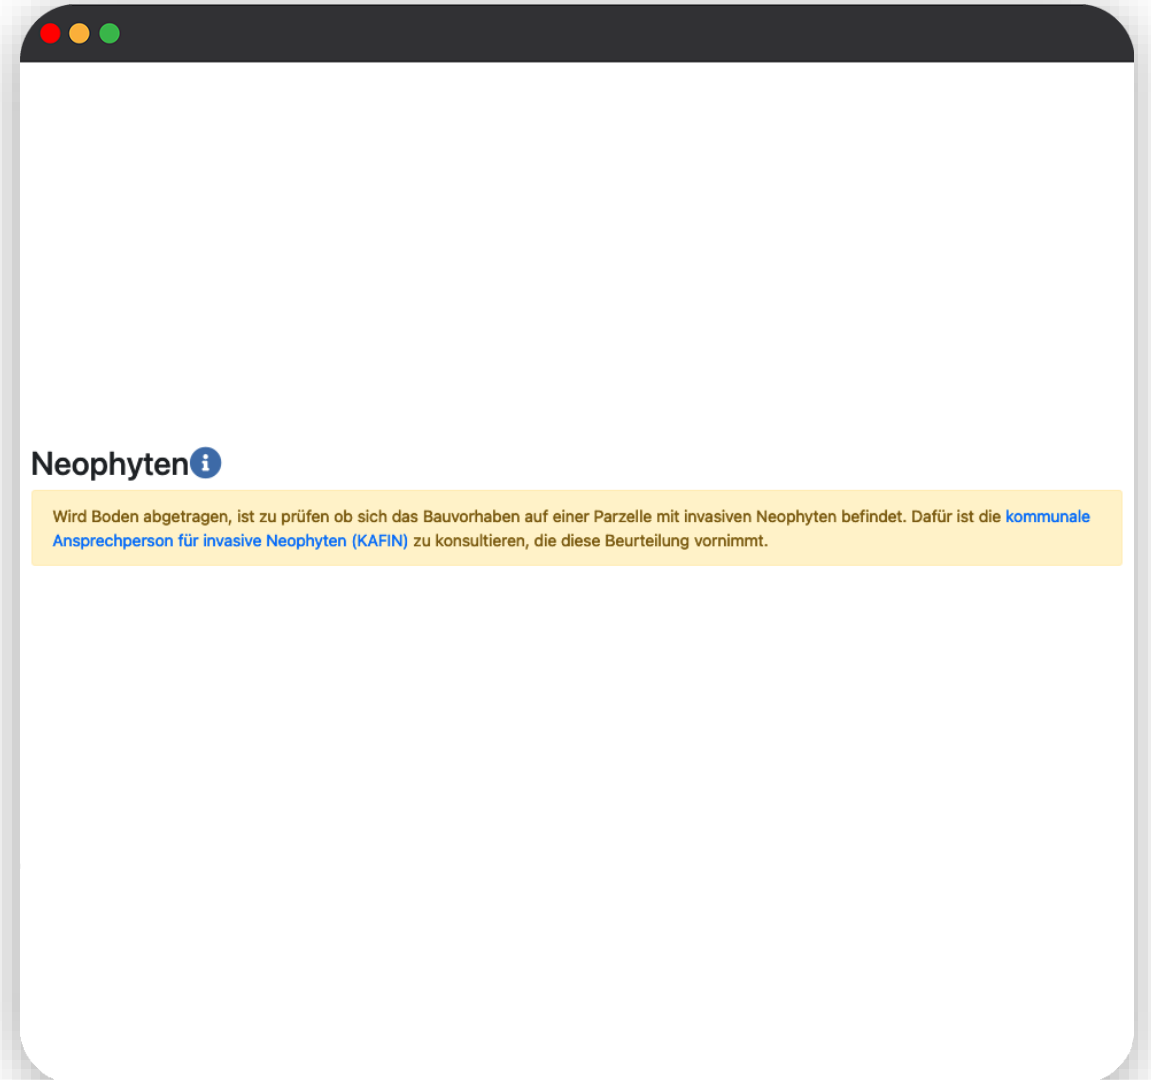 Neophyten
Wird Boden abgetragen, ist zu prüfen ob sich das Bauvorhaben auf einer Parzelle mit invasiven Neophyten befindet. Dafür ist die kommunale
Ansprechperson für invasive Neophyten (KAFIN) zu konsultieren, die diese Beurteilung vornimmt.